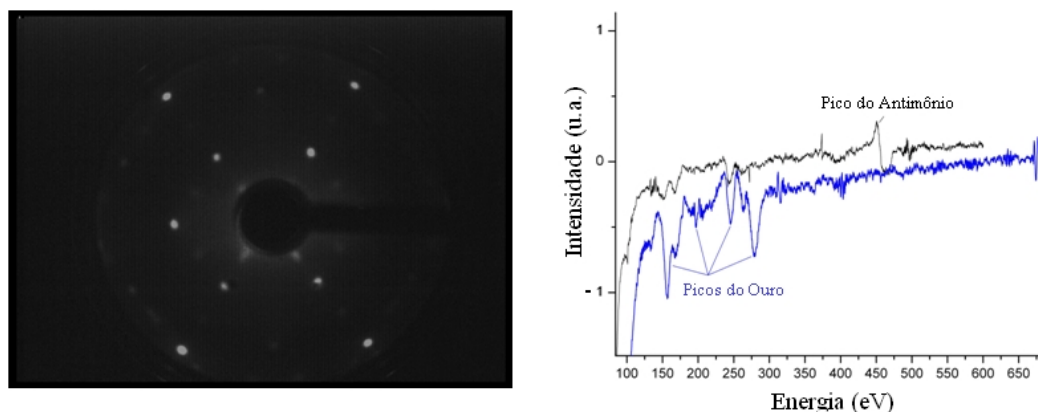 Intensidade (u.a.)
1
0
- 1
Pico do Antimônio
Picos do Ouro
100 150 200 250 300 350 400 450 500 550 600 650
Energia (eV)